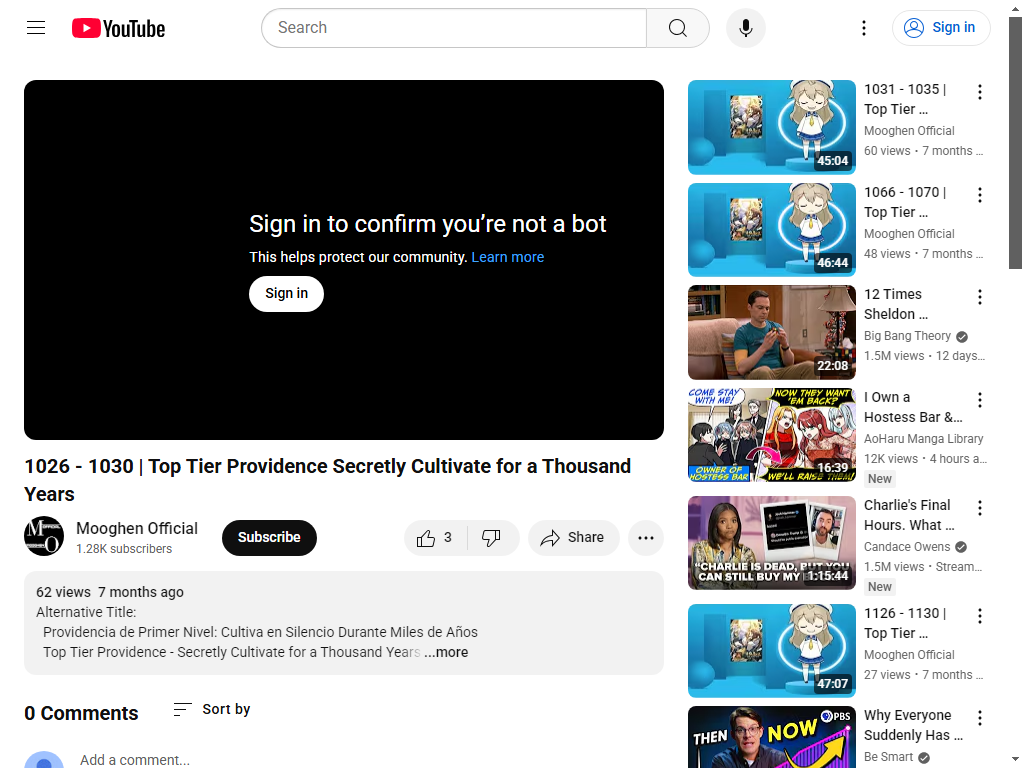 YouTube
Search
Sign in
Sign in to confirm you’re not a bot
This helps protect our community. Learn more
Sign in
1026 - 1030 | Top Tier Providence Secretly Cultivate for a Thousand
Years
Mooghen Official
1.28K subscribers
Subscribe
3
Share
62 views 7 months ago
Alternative Title:
Providencia de Primer Nivel: Cultiva en Silencio Durante Miles de Años
Top Tier Providence - Secretly Cultivate for a Thousand Years ...more
0 Comments
Sort by
Add a comment...
45:04
1031 - 1035 |
Top Tier ...
Mooghen Official
60 views • 7 months ...
46:44
1066 - 1070 |
Top Tier ...
Mooghen Official
48 views • 7 months ...
22:08
12 Times
Sheldon ...
Big Bang Theory
1.5M views • 12 days...
COME STAY
WITH ME!
NOW THEY WANT
'EM BACK?
OWNER OF
HOSTESS BAR
WE'LL RAISE THEM!
16:39
I Own a
Hostess Bar &...
AoHaru Manga Library
12K views • 4 hours a...
New
"CHARLIE IS DEAD, BUT YOU
CAN STILL BUY MY
1:15:44
Charlie's Final
Hours. What ...
Candace Owens
1.5M views • Stream...
New
47:07
1126 - 1130 |
Top Tier ...
Mooghen Official
27 views • 7 months ...
THEN
NOW
PBS
Why Everyone
Suddenly Has ...
Be Smart